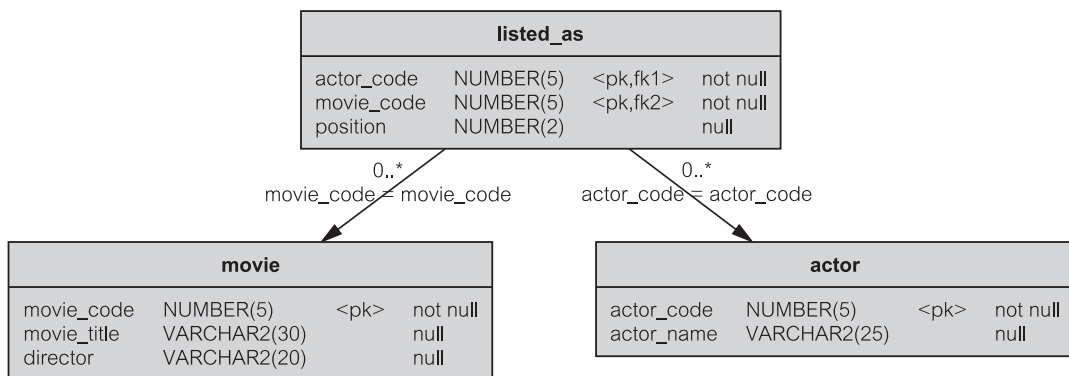 listed_as
actor_code NUMBER(5) <pk,fk1> not null
movie_code NUMBER(5) <pk,fk2> not null
position NUMBER(2) null
0..*
movie_code = movie_code
0..*
actor_code = actor_code
movie
movie_code NUMBER(5) <pk> not null
movie_title VARCHAR2(30) null
director VARCHAR2(20) null
actor
actor_code NUMBER(5) <pk> not null
actor_name VARCHAR2(25) null